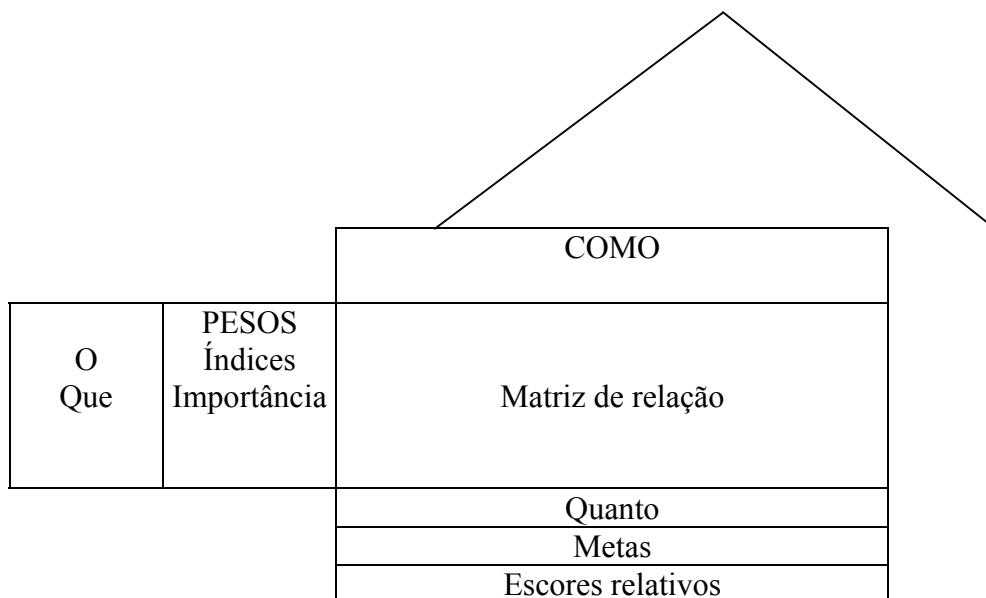 COMO
O
Que
PESOS
Índices
Importância
Matriz de relação
Quanto
Metas
Escores relativos